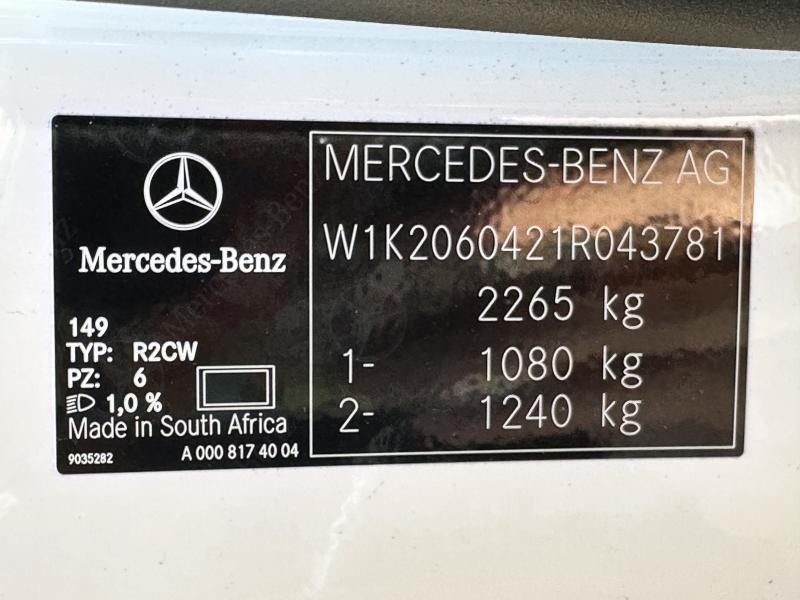 Mercedes-Benz
149
TYP: R2CW
PZ: 6
1,0 %
Made in South Africa
9035282 A 000 817 40 04
MERCEDES-BENZ AG
W1K2060421R043781
2265 kg
1- 1080 kg
2- 1240 kg